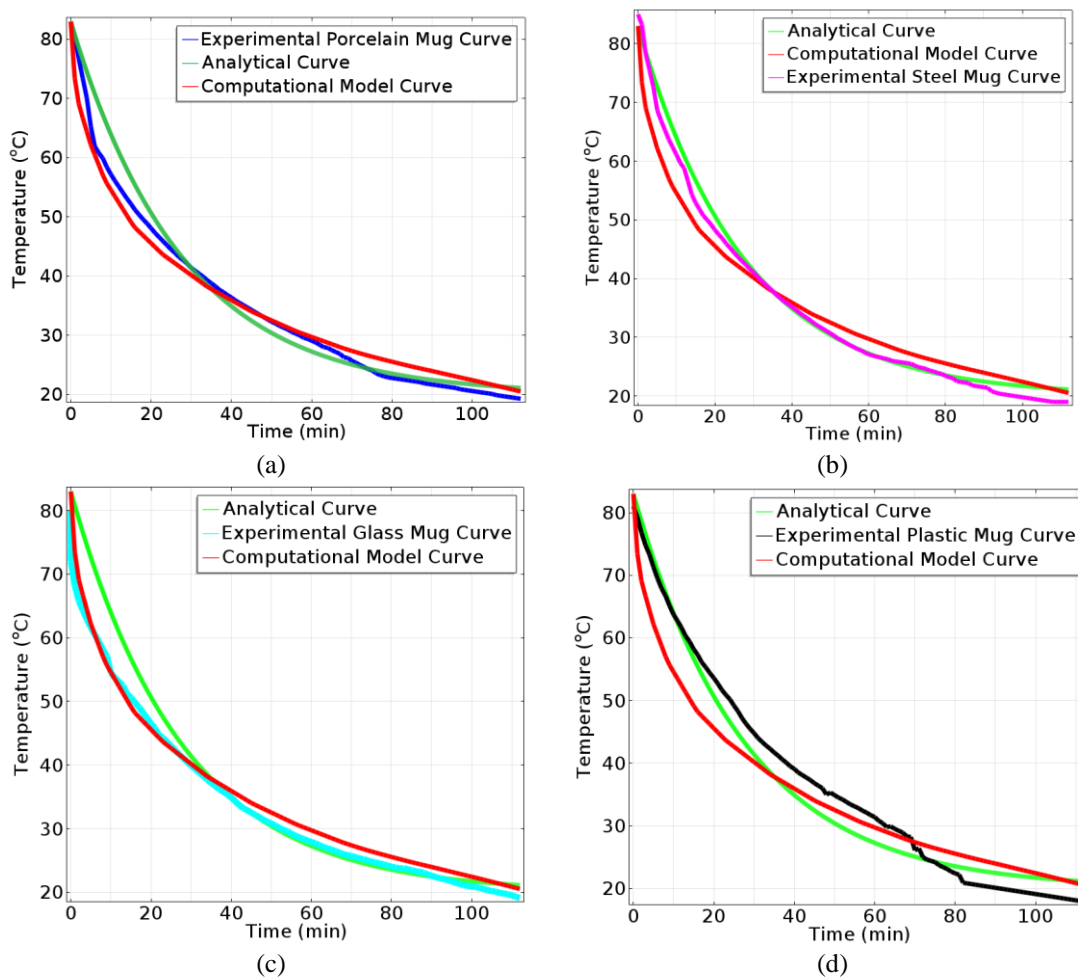 80
70
60
50
40
30
20
Temperature (°C)
Experimental Porcelain Mug Curve
Analytical Curve
Computational Model Curve
0
20
40
60
80
100
Time (min)
(a)
80
70
60
50
40
30
20
Temperature (°C)
Analytical Curve
Computational Model Curve
Experimental Steel Mug Curve
0
20
40
60
80
100
Time (min)
(b)
80
70
60
50
40
30
20
Temperature (°C)
Analytical Curve
Experimental Glass Mug Curve
Computational Model Curve
0
20
40
60
80
100
Time (min)
(c)
80
70
60
50
40
30
20
Temperature (°C)
Analytical Curve
Experimental Plastic Mug Curve
Computational Model Curve
0
20
40
60
80
100
Time (min)
(d)